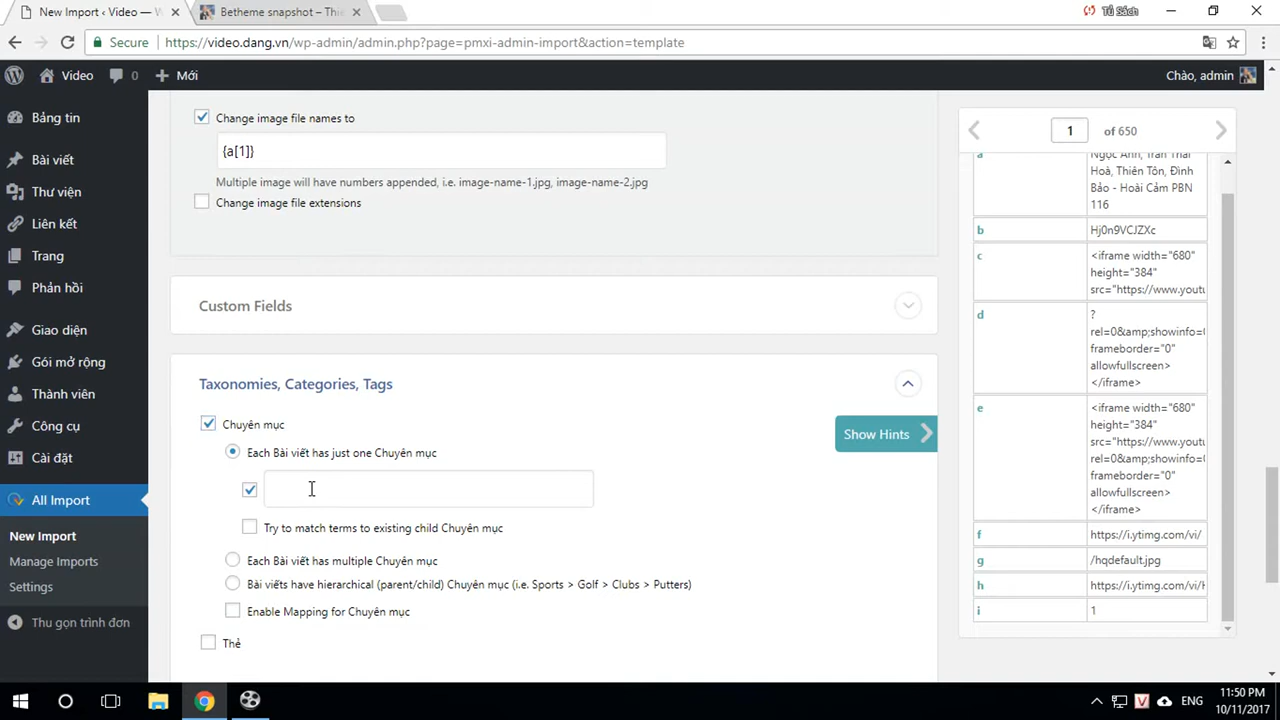 New Import ‹ Video — W
Betheme snapshot – Thiế
Tủ Sách
Secure
https://video.dang.vn/wp-admin/admin.php?page=pmxi-admin-import&action=template
Video
0
Mới
Chào, admin
Bảng tin
Bài viết
Thư viện
Liên kết
Trang
Phản hồi
Giao diện
Gói mở rộng
Thành viên
Công cụ
Cài đặt
All Import
New Import
Manage Imports
Settings
Thu gọn trình đơn
Change image file names to
{a[1]}
Multiple image will have numbers appended, i.e. image-name-1.jpg, image-name-2.jpg
Change image file extensions
Custom Fields
Taxonomies, Categories, Tags
Chuyên mục
Each Bài viết has just one Chuyên mục
Try to match terms to existing child Chuyên mục
Each Bài viết has multiple Chuyên mục
Bài viếts have hierarchical (parent/child) Chuyên mục (i.e. Sports > Golf > Clubs > Putters)
Enable Mapping for Chuyên mục
Thẻ
Show Hints
1 of 650
a
Ngọc Anh, Trần Thái
Hoà, Thiên Tôn, Đình
Bảo - Hoài Cảm PBN
116
b
Hj0n9VCJZXc
c
<iframe width="680"
height="384"
src="https://www.youtu
d
?
rel=0&amp;showinfo=0
frameborder="0"
allowfullscreen>
</iframe>
e
<iframe width="680"
height="384"
src="https://www.youtu
rel=0&amp;showinfo=0
frameborder="0"
allowfullscreen>
</iframe>
f
https://i.ytimg.com/vi/
g
/hqdefault.jpg
h
https://i.ytimg.com/vi/H
i
1
ENG
11:50 PM
10/11/2017